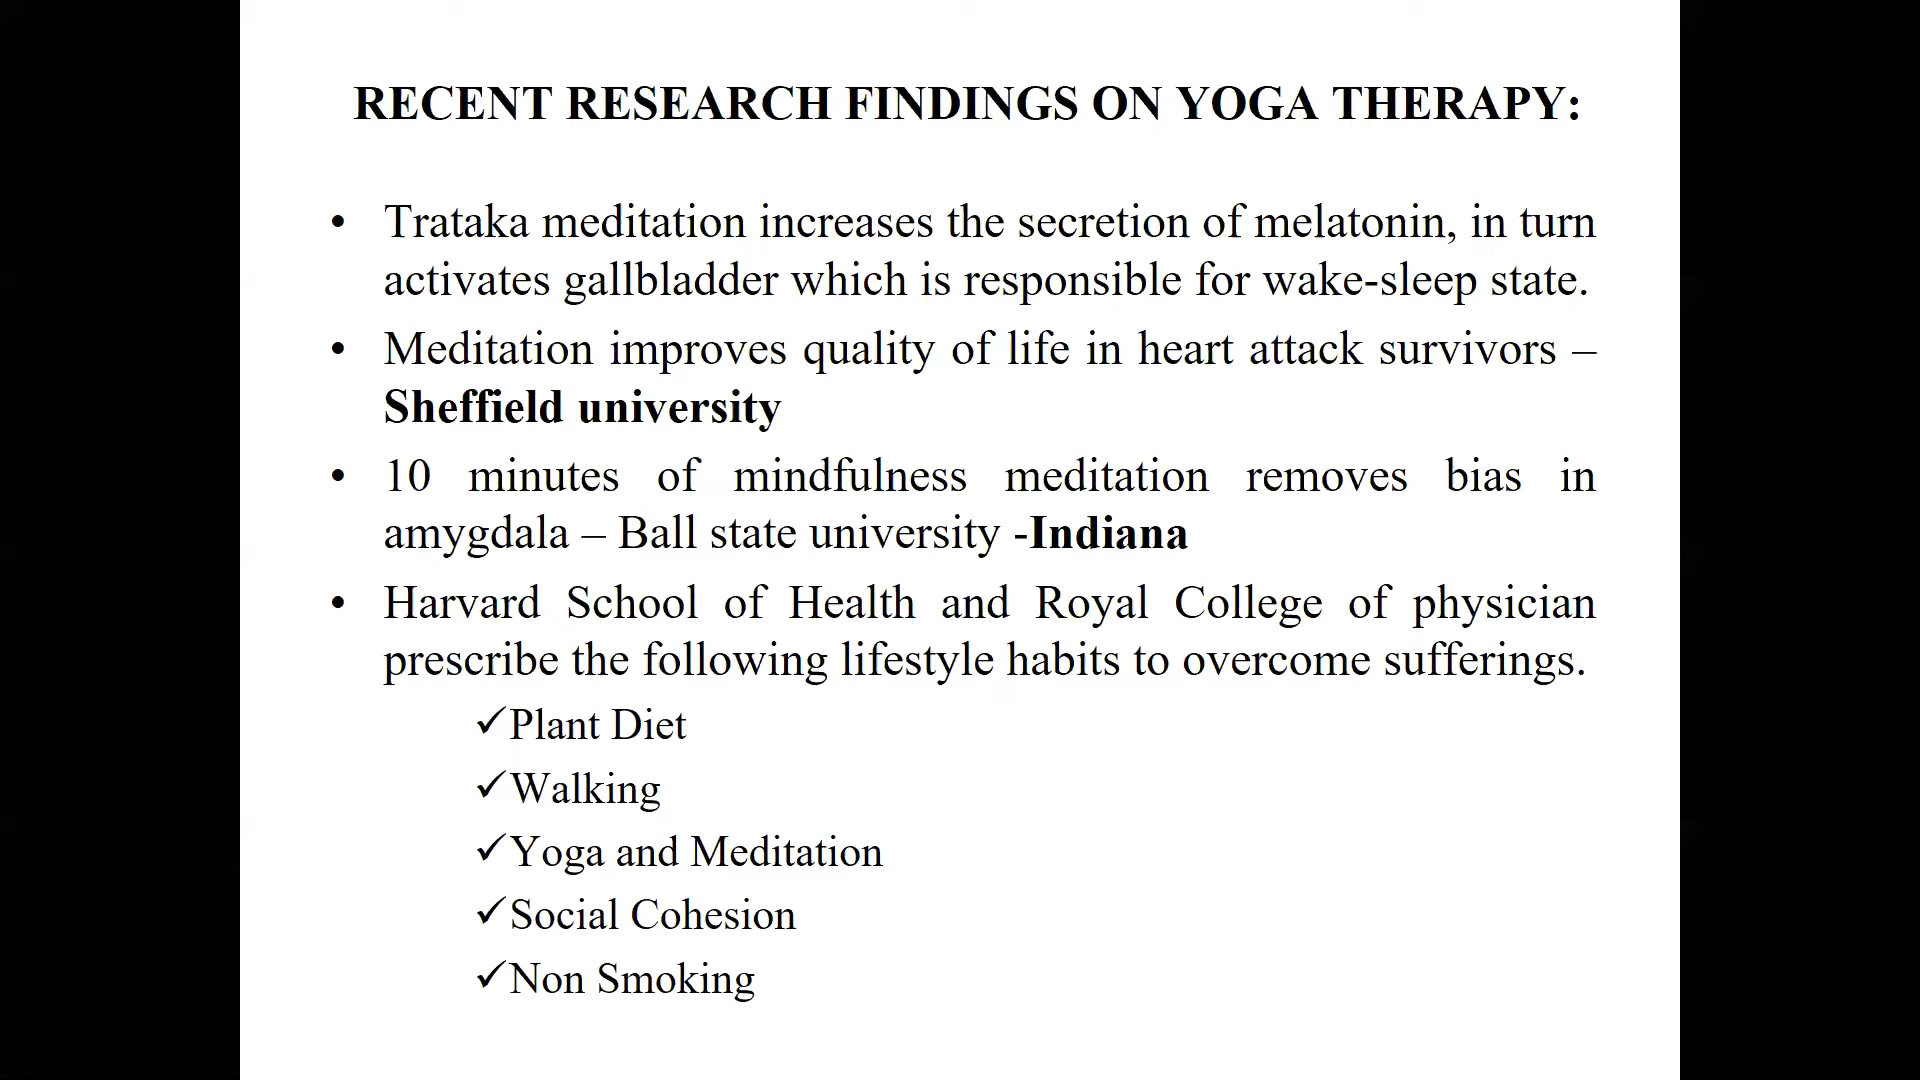 RECENT RESEARCH FINDINGS ON YOGA THERAPY:
• Trataka meditation increases the secretion of melatonin, in turn
activates gallbladder which is responsible for wake-sleep state.
• Meditation improves quality of life in heart attack survivors –
Sheffield university
• 10 minutes of mindfulness meditation removes bias in
amygdala – Ball state university -Indiana
• Harvard School of Health and Royal College of physician
prescribe the following lifestyle habits to overcome sufferings.
✓Plant Diet
✓Walking
✓Yoga and Meditation
✓Social Cohesion
✓Non Smoking